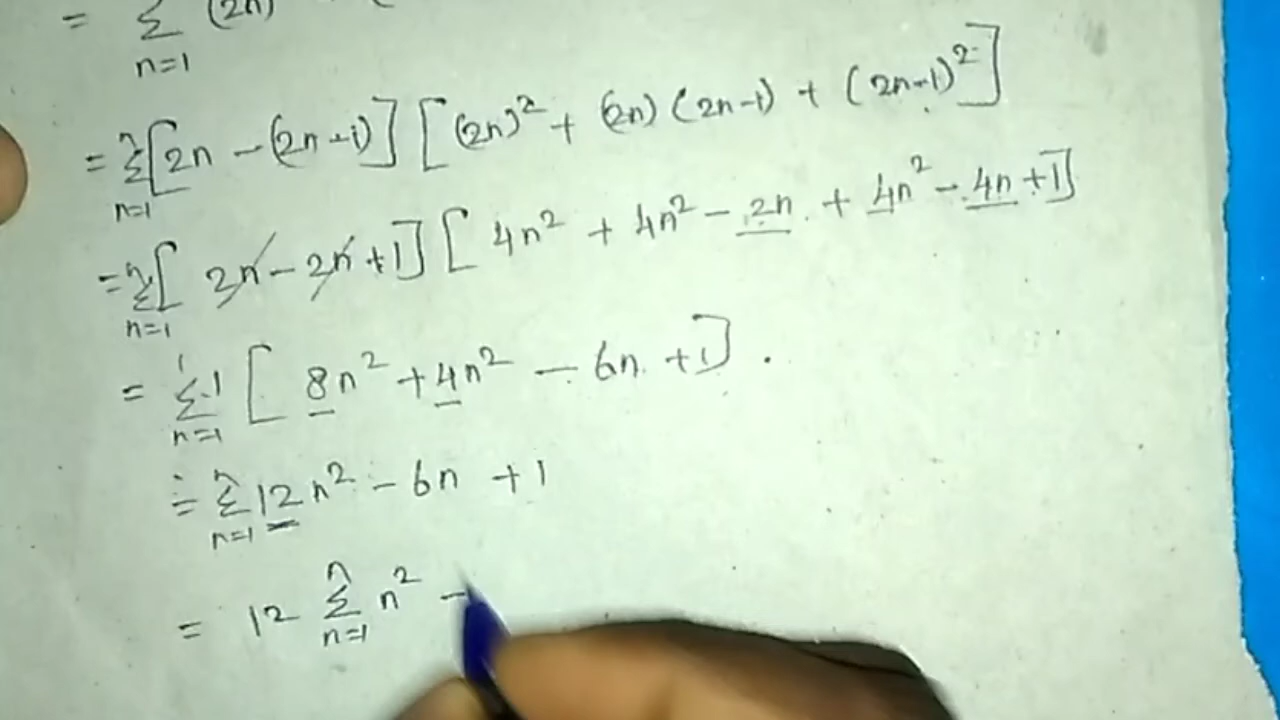 = Σ (2n)
n=1
= Σ [2n - (2n-1)] [(2n)² + (2n) (2n-1) + (2n-1)²]
n=1
= Σ [2n - 2n + 1] [4n² + 4n² - 2n + 4n² - 4n + 1]
n=1
= Σ 1 [8n² + 4n² - 6n + 1].
n=1
= Σ 12n² - 6n + 1
n=1
n
= 12 Σ n² -
n=1